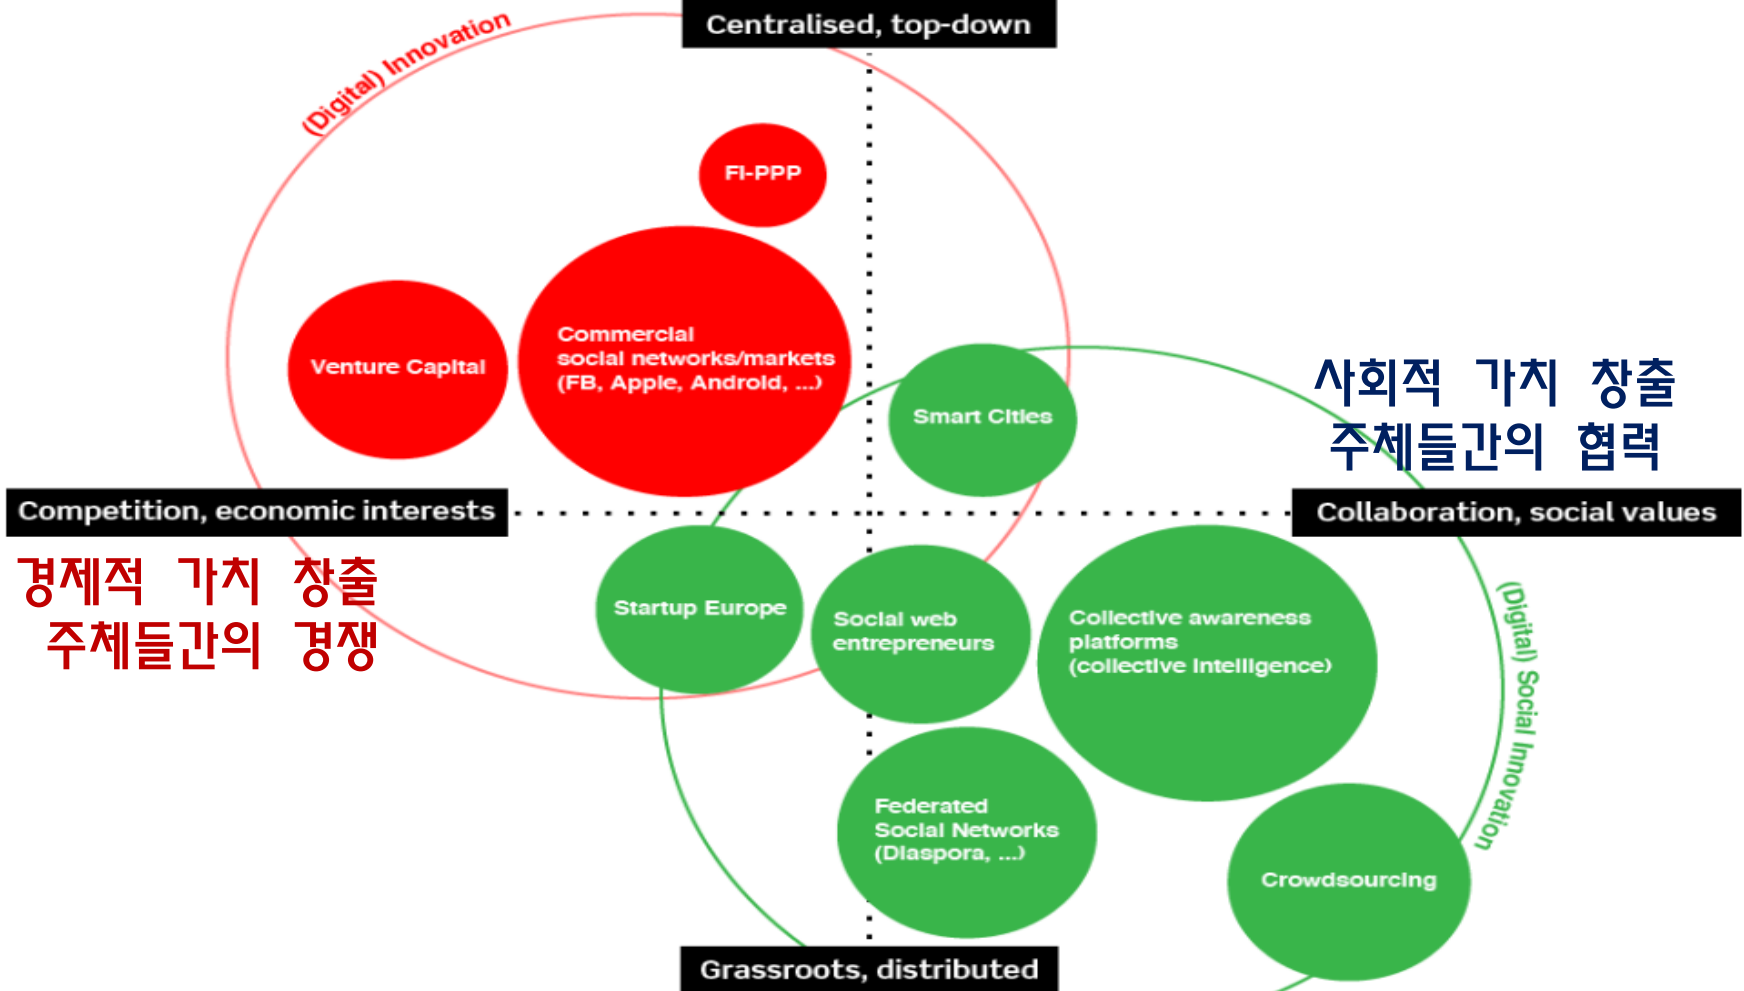 Centralised, top-down
(Digital) Innovation
FI-PPP
Commercial
social networks/markets
(FB, Apple, Android, ...)
Venture Capital
Smart Cities
사회적 가치 창출
주체들간의 협력
Competition, economic interests
Collaboration, social values
경제적 가치 창출
주체들간의 경쟁
Startup Europe
Social web
entrepreneurs
Collective awareness
platforms
(collective intelligence)
(Digital) Social Innovation
Federated
Social Networks
(Diaspora, ...)
Crowdsourcing
Grassroots, distributed